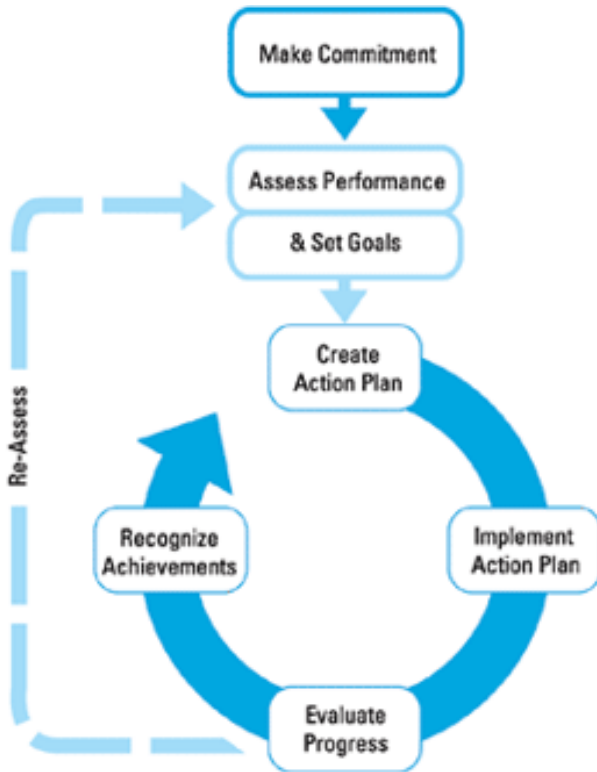 Make Commitment
Assess Performance
& Set Goals
Create
Action Plan
Re-Assess
Recognize
Achievements
Implement
Action Plan
Evaluate
Progress